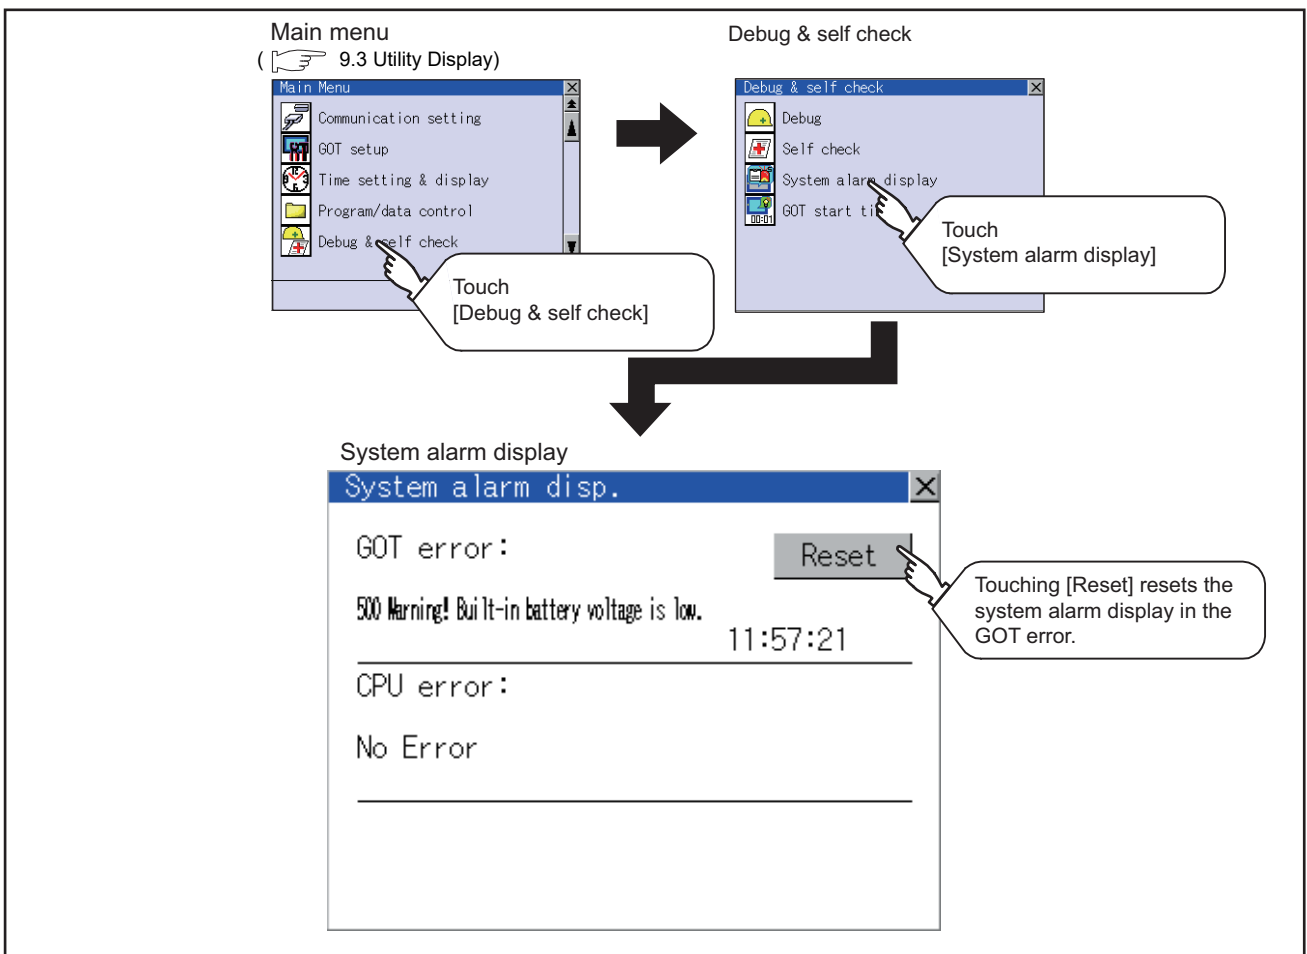 Main menu
( 9.3 Utility Display)
Main Menu
Communication setting
GOT setup
Time setting & display
Program/data control
Debug & self check
Touch
[Debug & self check]
Debug & self check
Debug & self check
Debug
Self check
System alarm display
GOT start ti
00:01
Touch
[System alarm display]
System alarm display
System alarm disp.
GOT error:
Reset
500 Warning! Built-in battery voltage is low.
11:57:21
CPU error:
No Error
Touching [Reset] resets the
system alarm display in the
GOT error.